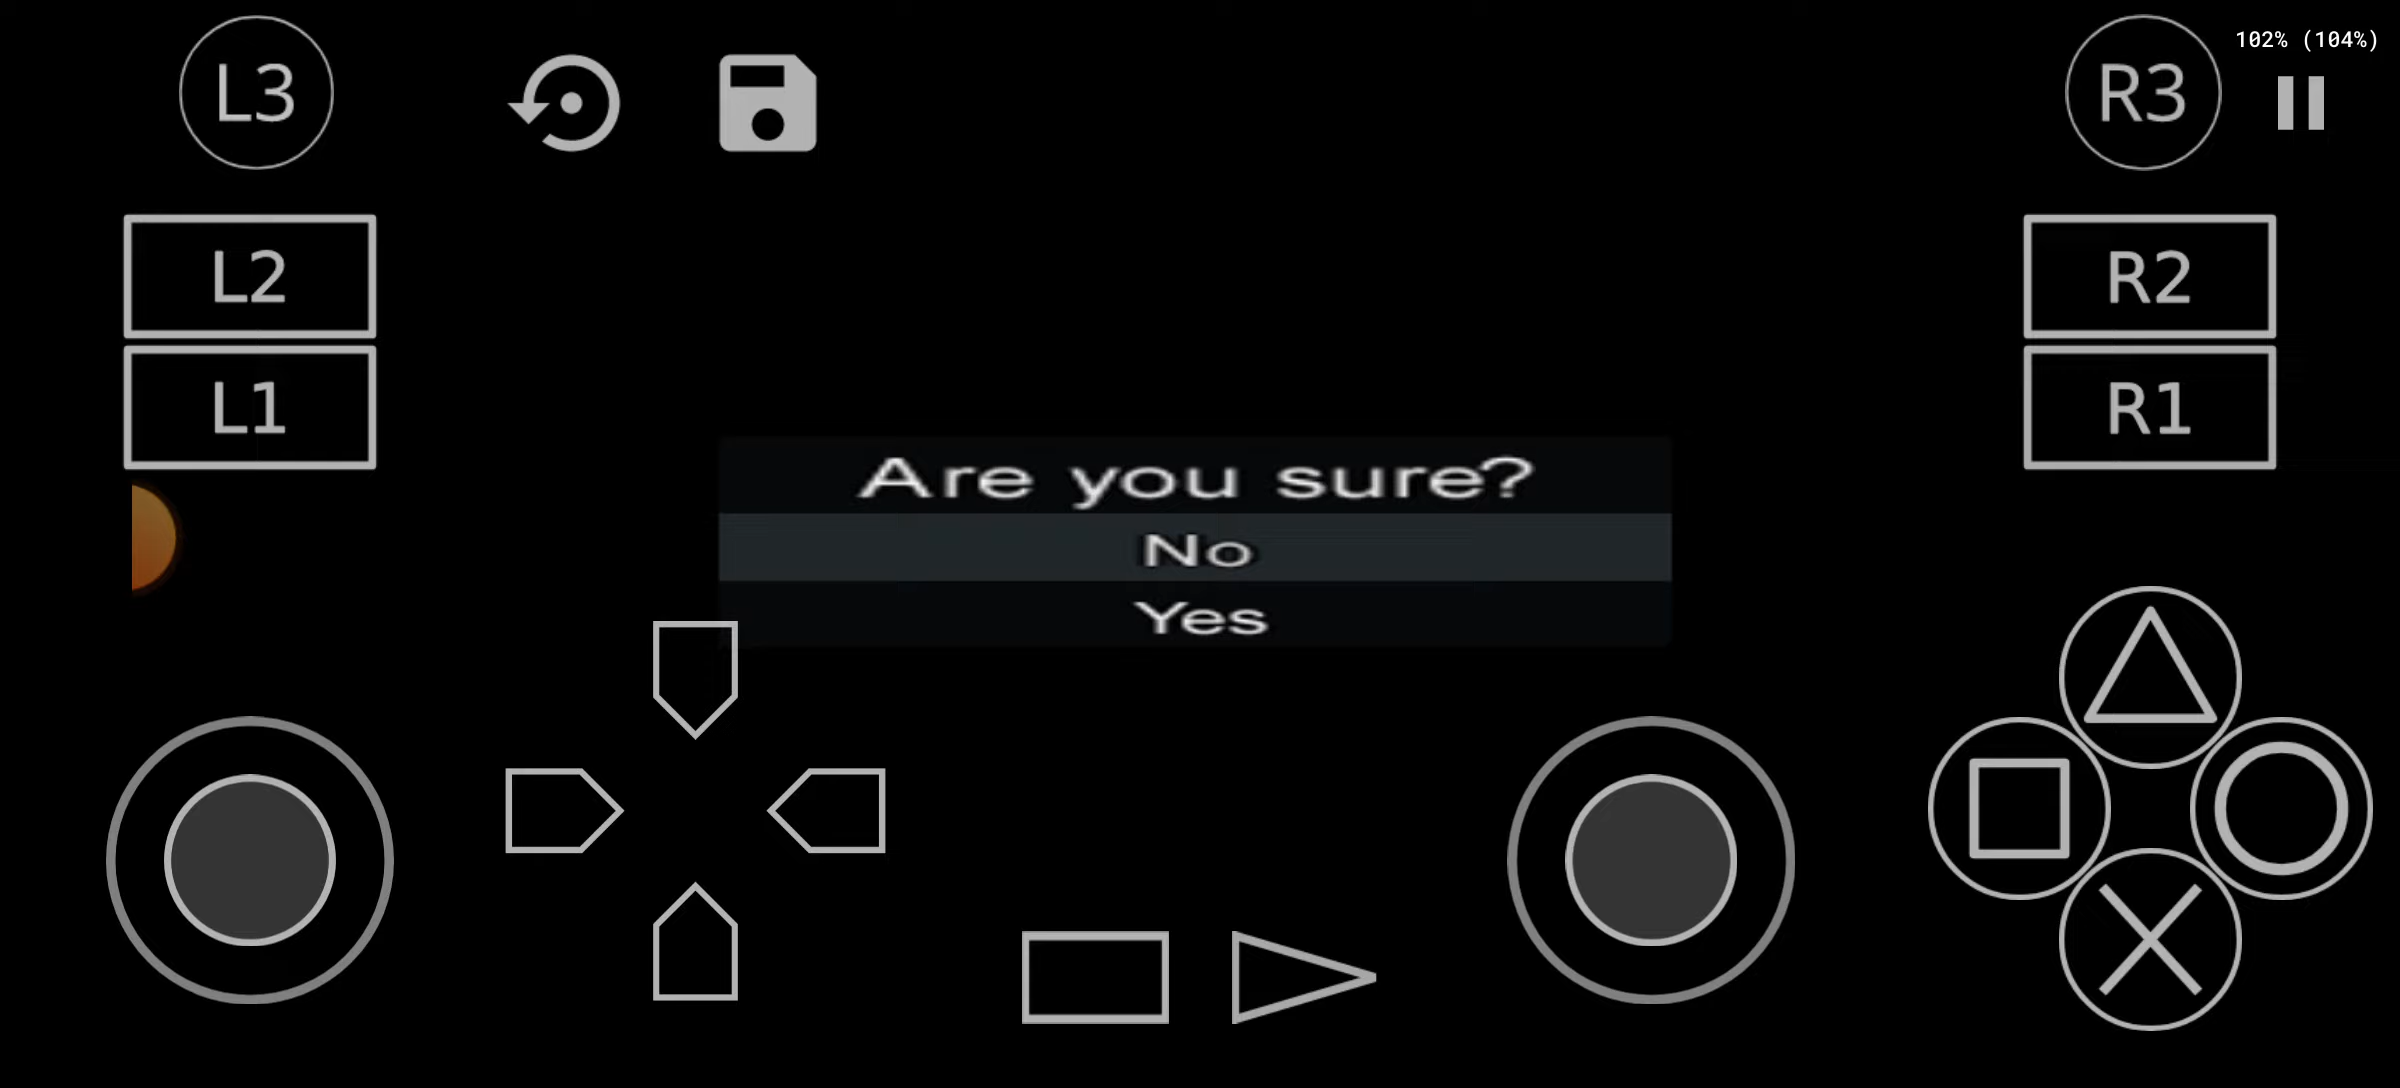 L3
R3
102% (104%)
L2
R2
L1
R1
Are you sure?
No
Yes